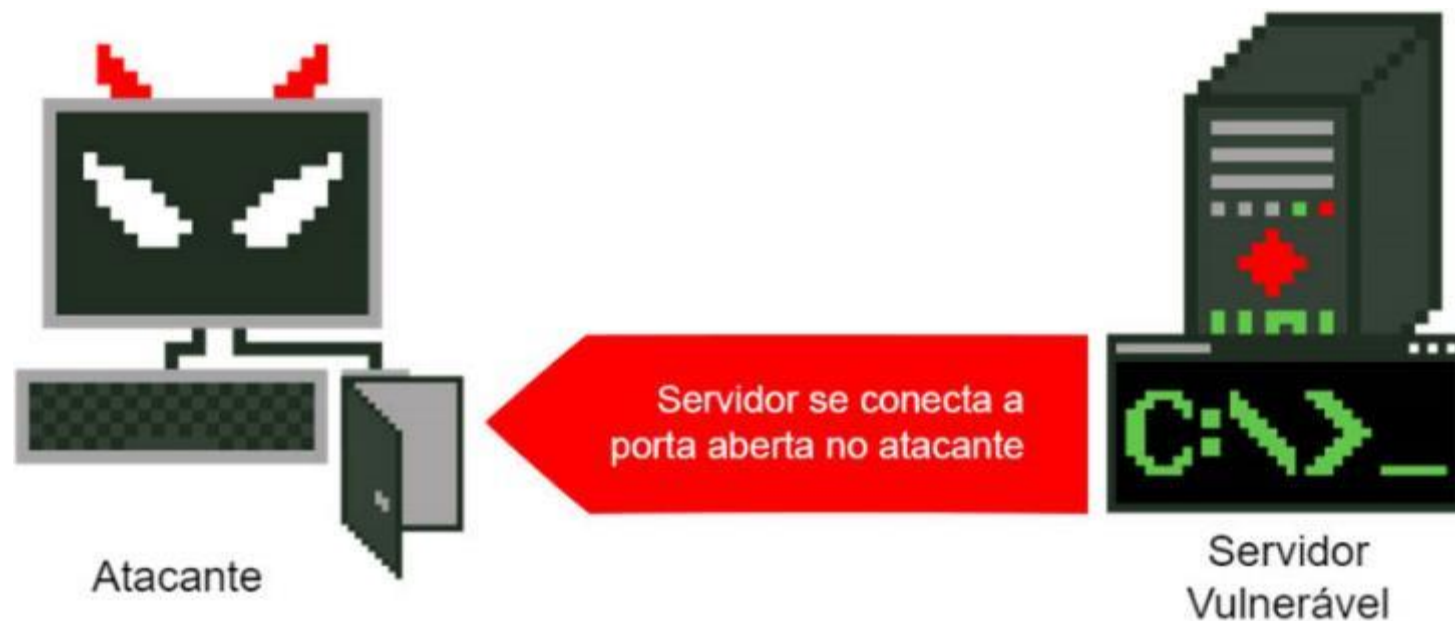 Servidor se conecta a
porta aberta no atacante
C:\>_
Atacante
Servidor
Vulnerável